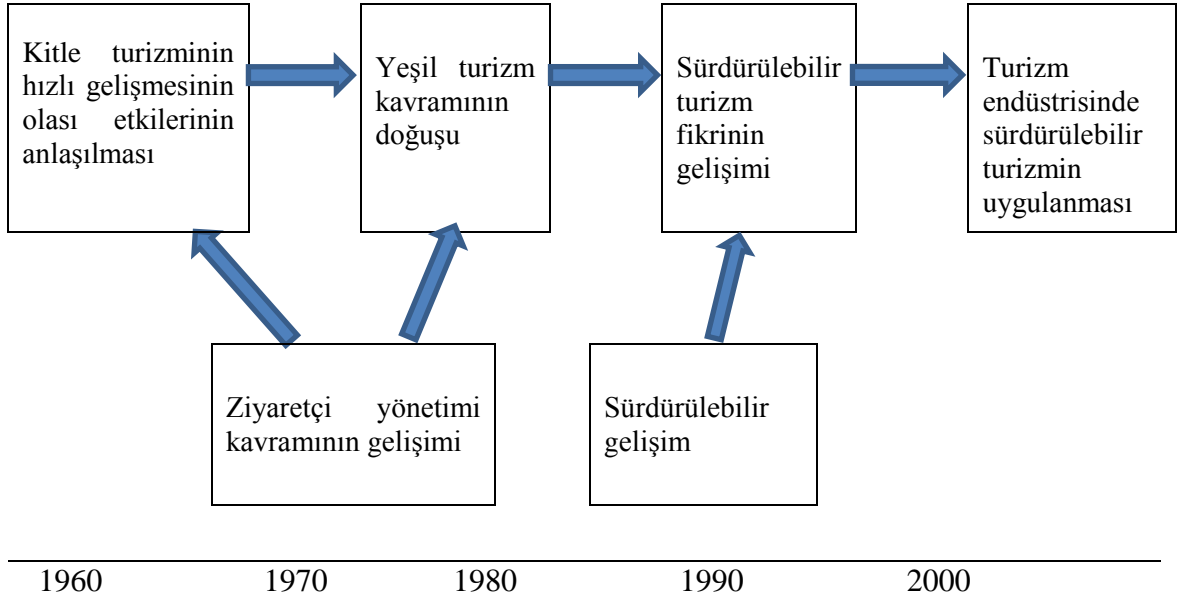 Kitle turizminin
hızlı gelişmesinin
olası etkilerinin
anlaşılması
Yeşil turizm
kavramının
doğuşu
Sürdürülebilir
turizm
fikrinin
gelişimi
Turizm
endüstrisinde
sürdürülebilir
turizmin
uygulanması
Ziyaretçi yönetimi
kavramının gelişimi
Sürdürülebilir
gelişim
1960 1970 1980 1990 2000